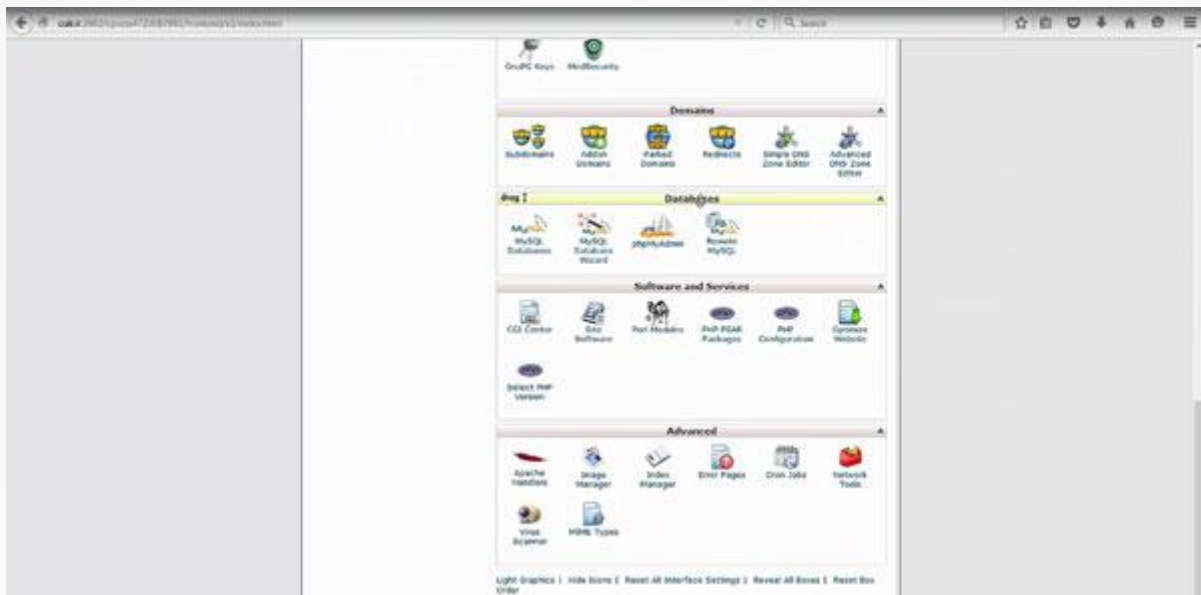 Search
GnuPG Keys
ModSecurity
Domains
Subdomains
Addon Domains
Parked Domains
Redirects
Simple DNS Zone Editor
Advanced DNS Zone Editor
drag
Databases
MySQL Databases
MySQL Database Wizard
phpMyAdmin
Remote MySQL
Software and Services
CGI Center
Site Software
Perl Modules
PHP PEAR Packages
PHP Configuration
Optimize Website
Select PHP Version
Advanced
Apache Handlers
Image Manager
Index Manager
Error Pages
Cron Jobs
Network Tools
Virus Scanner
MIME Types
Light Graphics | Hide Icons | Reset All Interface Settings | Reveal All Boxes | Reset Box
Order